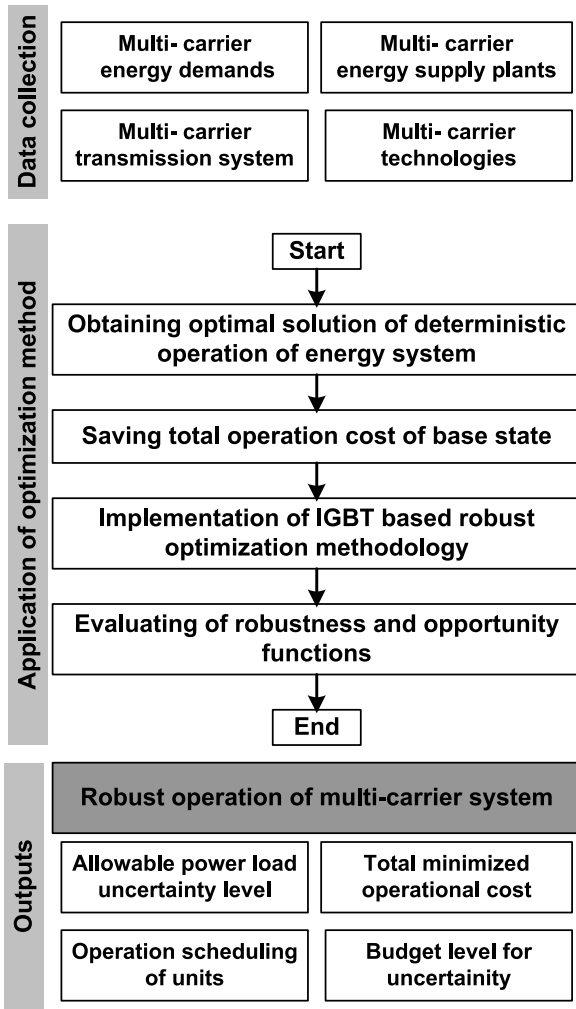 Data collection
Multi- carrier
energy demands
Multi- carrier
energy supply plants
Multi- carrier
transmission system
Multi- carrier
technologies
Application of optimization method
Start
Obtaining optimal solution of deterministic
operation of energy system
Saving total operation cost of base state
Implementation of IGBT based robust
optimization methodology
Evaluating of robustness and opportunity
functions
End
Outputs
Robust operation of multi-carrier system
Allowable power load
uncertainty level
Total minimized
operational cost
Operation scheduling
of units
Budget level for
uncertainity